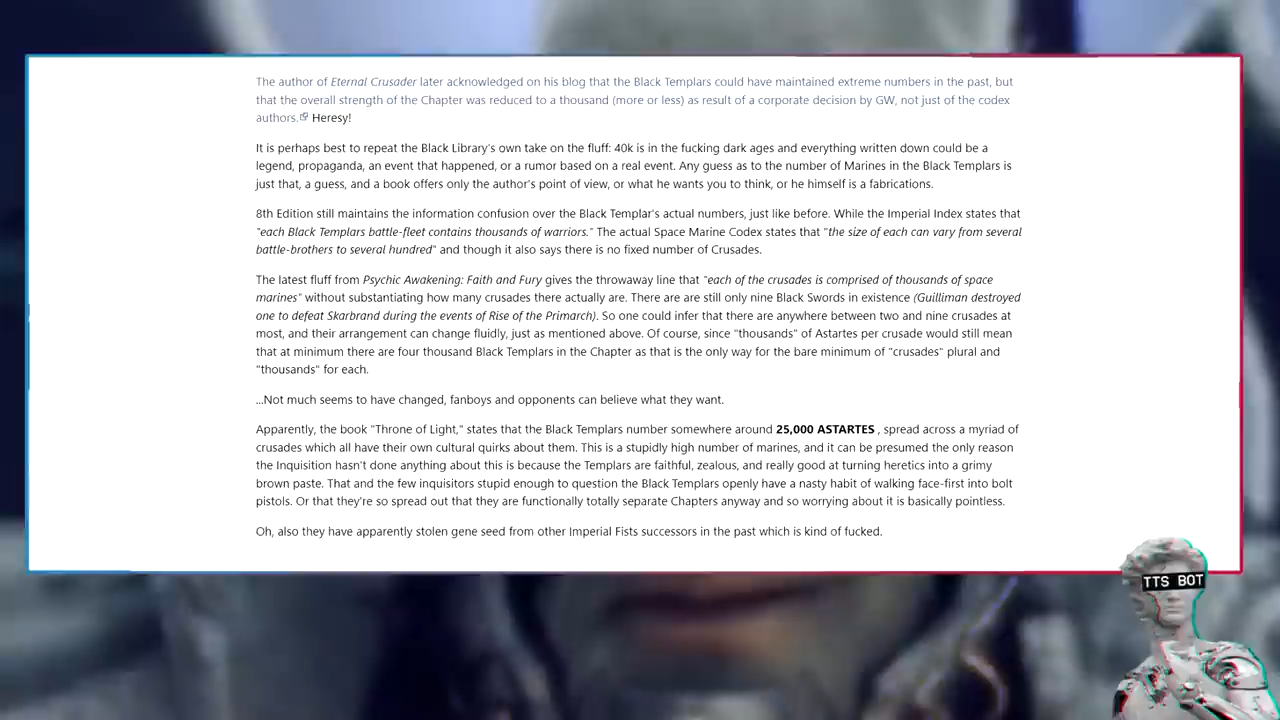 The author of Eternal Crusader later acknowledged on his blog that the Black Templars could have maintained extreme numbers in the past, but
that the overall strength of the Chapter was reduced to a thousand (more or less) as result of a corporate decision by GW, not just of the codex
authors. Heresy!
It is perhaps best to repeat the Black Library's own take on the fluff: 40k is in the fucking dark ages and everything written down could be a
legend, propaganda, an event that happened, or a rumor based on a real event. Any guess as to the number of Marines in the Black Templars is
just that, a guess, and a book offers only the author's point of view, or what he wants you to think, or he himself is a fabrications.
8th Edition still maintains the information confusion over the Black Templar's actual numbers, just like before. While the Imperial Index states that
"each Black Templars battle-fleet contains thousands of warriors." The actual Space Marine Codex states that "the size of each can vary from several
battle-brothers to several hundred" and though it also says there is no fixed number of Crusades.
The latest fluff from Psychic Awakening: Faith and Fury gives the throwaway line that "each of the crusades is comprised of thousands of space
marines" without substantiating how many crusades there actually are. There are are still only nine Black Swords in existence (Guilliman destroyed
one to defeat Skarbrand during the events of Rise of the Primarch). So one could infer that there are anywhere between two and nine crusades at
most, and their arrangement can change fluidly, just as mentioned above. Of course, since "thousands" of Astartes per crusade would still mean
that at minimum there are four thousand Black Templars in the Chapter as that is the only way for the bare minimum of "crusades" plural and
"thousands" for each.
...Not much seems to have changed, fanboys and opponents can believe what they want.
Apparently, the book "Throne of Light," states that the Black Templars number somewhere around 25,000 ASTARTES , spread across a myriad of
crusades which all have their own cultural quirks about them. This is a stupidly high number of marines, and it can be presumed the only reason
the Inquisition hasn't done anything about this is because the Templars are faithful, zealous, and really good at turning heretics into a grimy
brown paste. That and the few inquisitors stupid enough to question the Black Templars openly have a nasty habit of walking face-first into bolt
pistols. Or that they're so spread out that they are functionally totally separate Chapters anyway and so worrying about it is basically pointless.
Oh, also they have apparently stolen gene seed from other Imperial Fists successors in the past which is kind of fucked.
TTS BOT